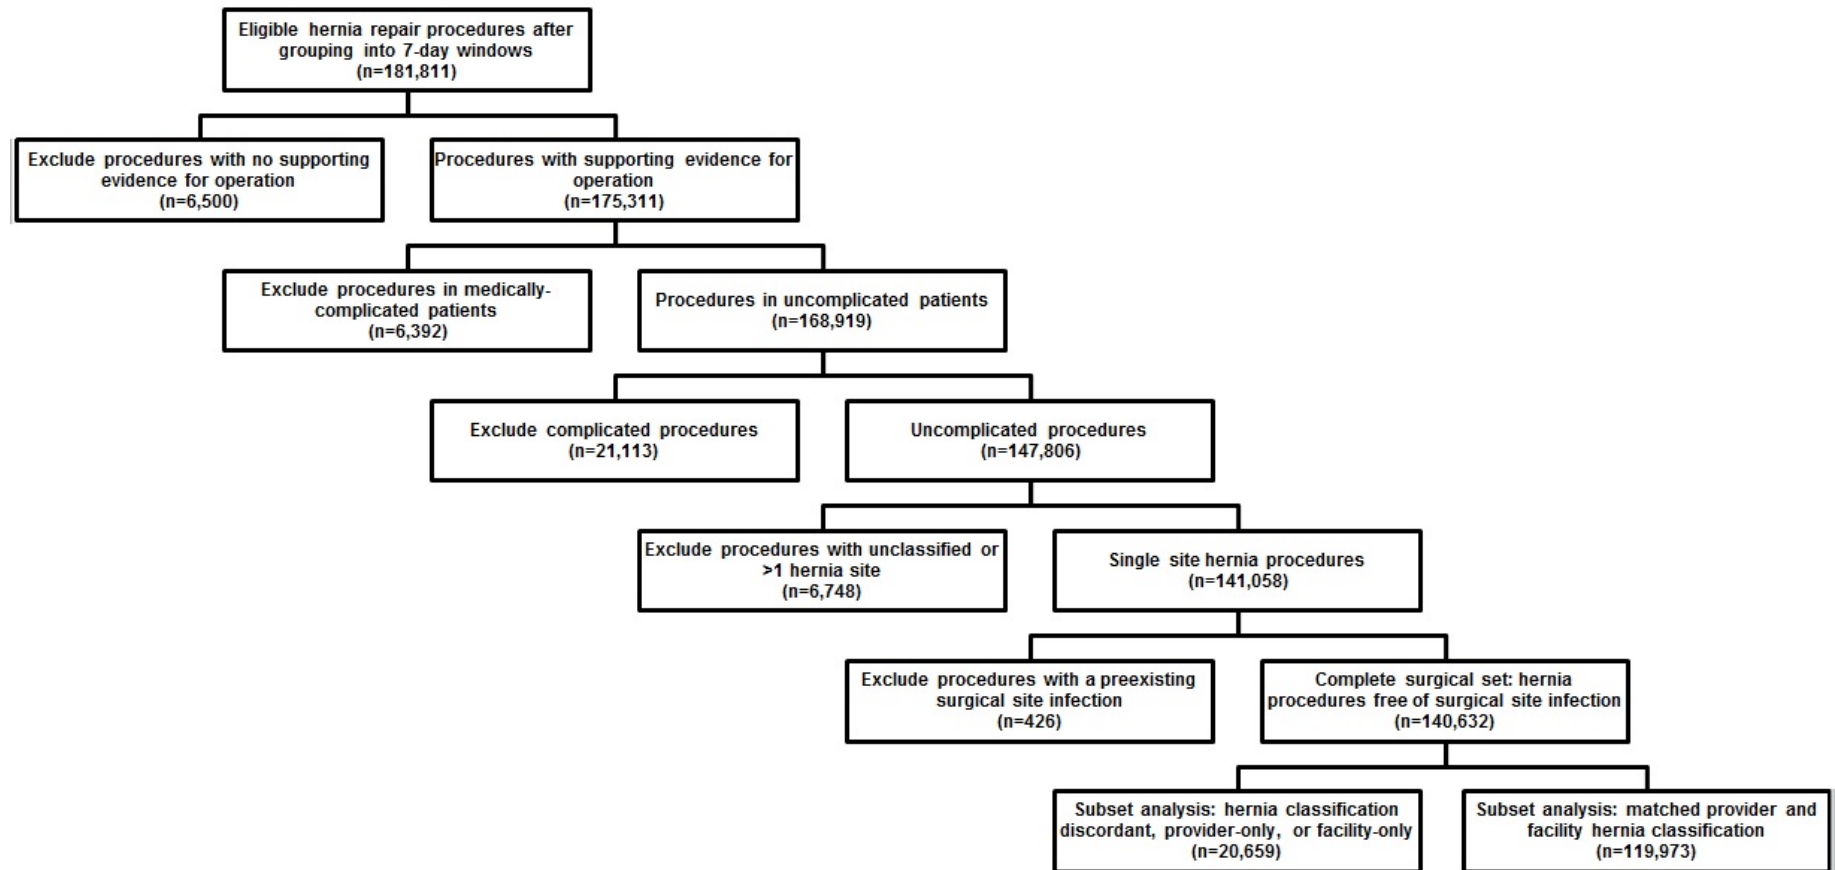 Eligible hernia repair procedures after
grouping into 7-day windows
(n=181,811)
Exclude procedures with no supporting
evidence for operation
(n=6,500)
Procedures with supporting evidence for
operation
(n=175,311)
Exclude procedures in medically-
complicated patients
(n=6,392)
Procedures in uncomplicated patients
(n=168,919)
Exclude complicated procedures
(n=21,113)
Uncomplicated procedures
(n=147,806)
Exclude procedures with unclassified or
>1 hernia site
(n=6,748)
Single site hernia procedures
(n=141,058)
Exclude procedures with a preexisting
surgical site infection
(n=426)
Complete surgical set: hernia
procedures free of surgical site infection
(n=140,632)
Subset analysis: hernia classification
discordant, provider-only, or facility-only
(n=20,659)
Subset analysis: matched provider and
facility hernia classification
(n=119,973)